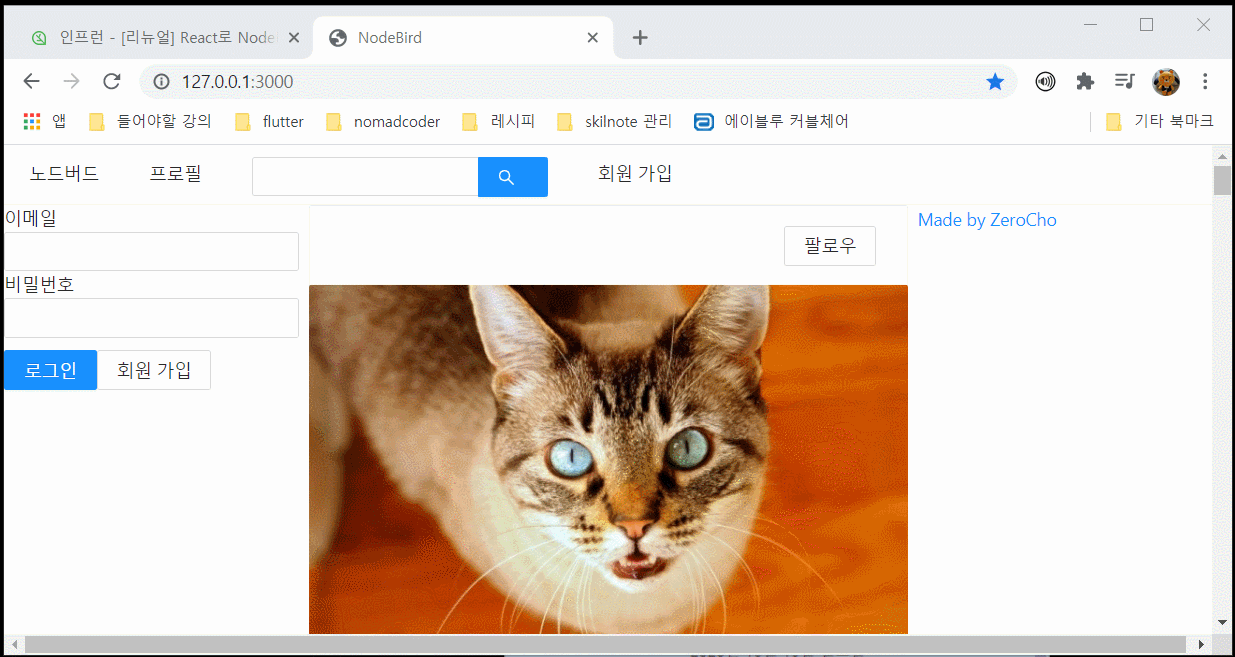 인프런 - [리뉴얼] React로 Node
NodeBird
127.0.0.1:3000
앱 들어야할 강의 flutter nomadcoder 레시피 skilnote 관리 에이블루 커블체어 기타 북마크
노드버드 프로필 회원 가입
이메일
비밀번호
로그인 회원 가입
팔로우
Made by ZeroCho